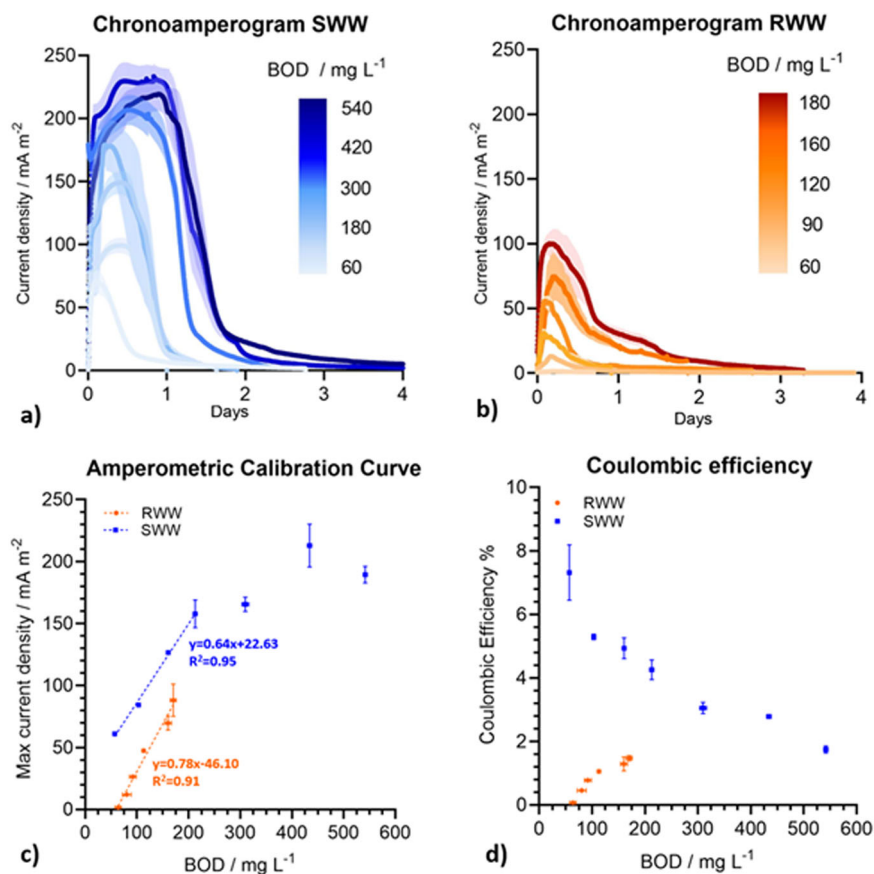 Chronoamperogram SWW
BOD / mg L⁻¹
540
420
300
180
60
250
200
150
100
50
0
Current density / mA m⁻²
0 1 2 3 4
Days
a)
Chronoamperogram RWW
BOD / mg L⁻¹
180
160
120
90
60
250
200
150
100
50
0
Current density / mA m⁻²
0 1 2 3 4
Days
b)
Amperometric Calibration Curve
RWW
SWW
y=0.64x+22.63
R²=0.95
y=0.78x-46.10
R²=0.91
250
200
150
100
50
0
Max current density / mA m⁻²
0 100 200 300 400 500 600
BOD / mg L⁻¹
c)
Coulombic efficiency
RWW
SWW
10
8
6
4
2
0
Coulombic Efficiency %
0 100 200 300 400 500 600
BOD / mg L⁻¹
d)